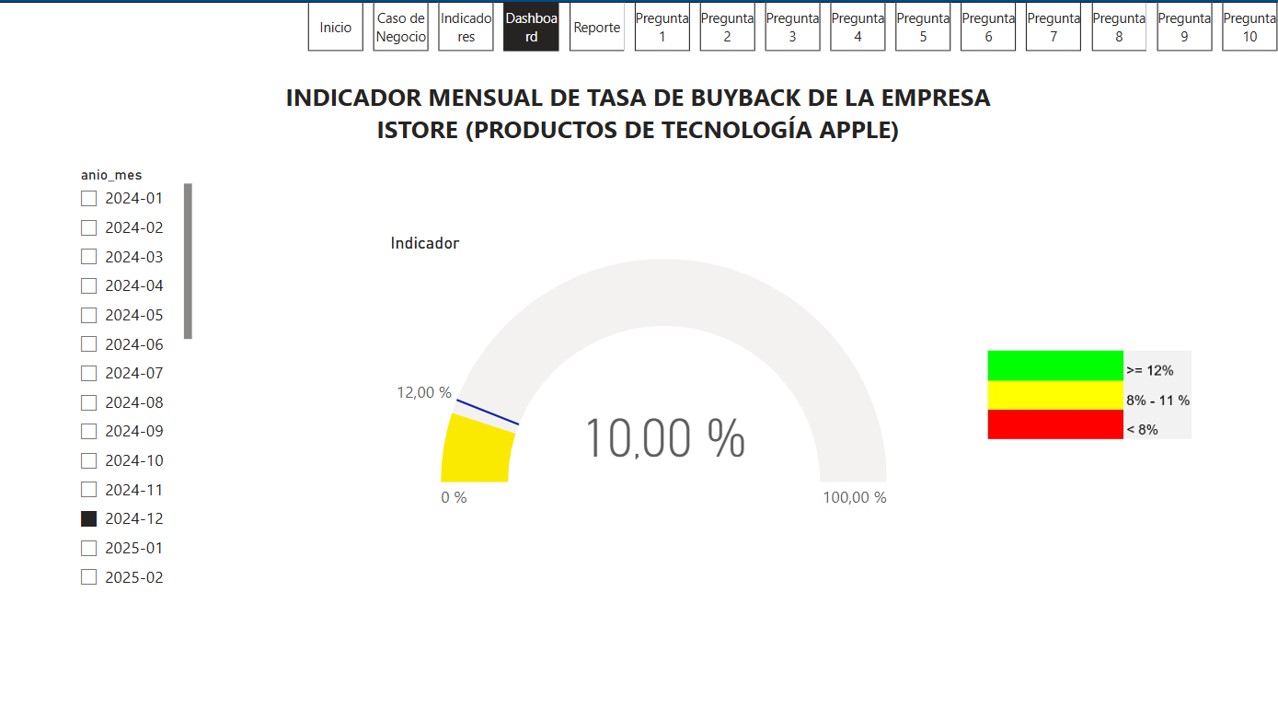 Inicio
Caso de
Negocio
Indicado
res
Dashboa
rd
Reporte
Pregunta
1
Pregunta
2
Pregunta
3
Pregunta
4
Pregunta
5
Pregunta
6
Pregunta
7
Pregunta
8
Pregunta
9
Pregunta
10
INDICADOR MENSUAL DE TASA DE BUYBACK DE LA EMPRESA
ISTORE (PRODUCTOS DE TECNOLOGÍA APPLE)
anio_mes
2024-01
2024-02
2024-03
2024-04
2024-05
2024-06
2024-07
2024-08
2024-09
2024-10
2024-11
2024-12
2025-01
2025-02
Indicador
12,00 %
10,00 %
0 %
100,00 %
>= 12%
8% - 11 %
< 8%